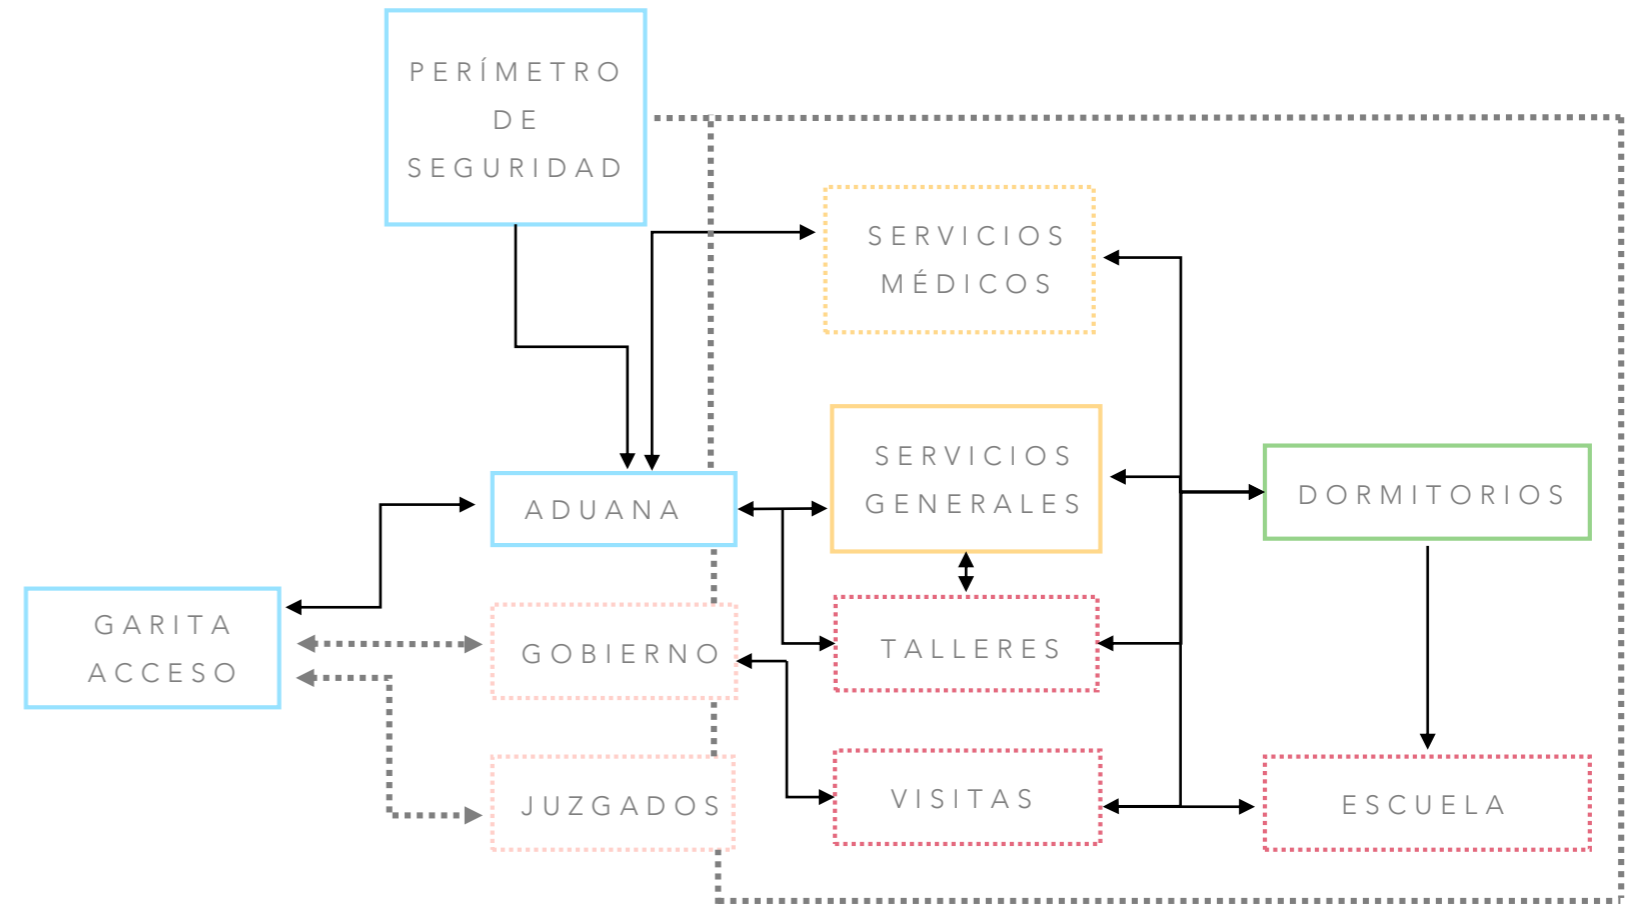 PERÍMETRO
DE
SEGURIDAD
SERVICIOS
MÉDICOS
SERVICIOS
GENERALES
DORMITORIOS
ADUANA
GARITA
ACCESO
GOBIERNO
TALLERES
JUZGADOS
VISITAS
ESCUELA